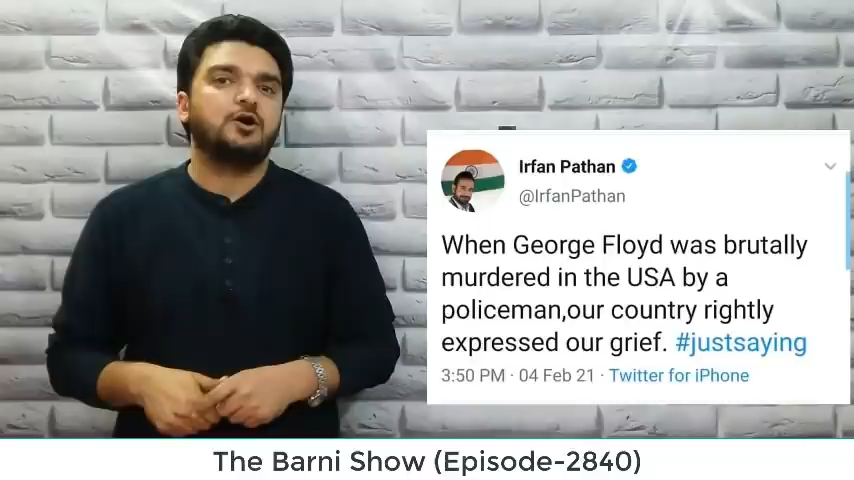 Irfan Pathan
@IrfanPathan
When George Floyd was brutally
murdered in the USA by a
policeman,our country rightly
expressed our grief. #justsaying
3:50 PM · 04 Feb 21 · Twitter for iPhone
The Barni Show (Episode-2840)